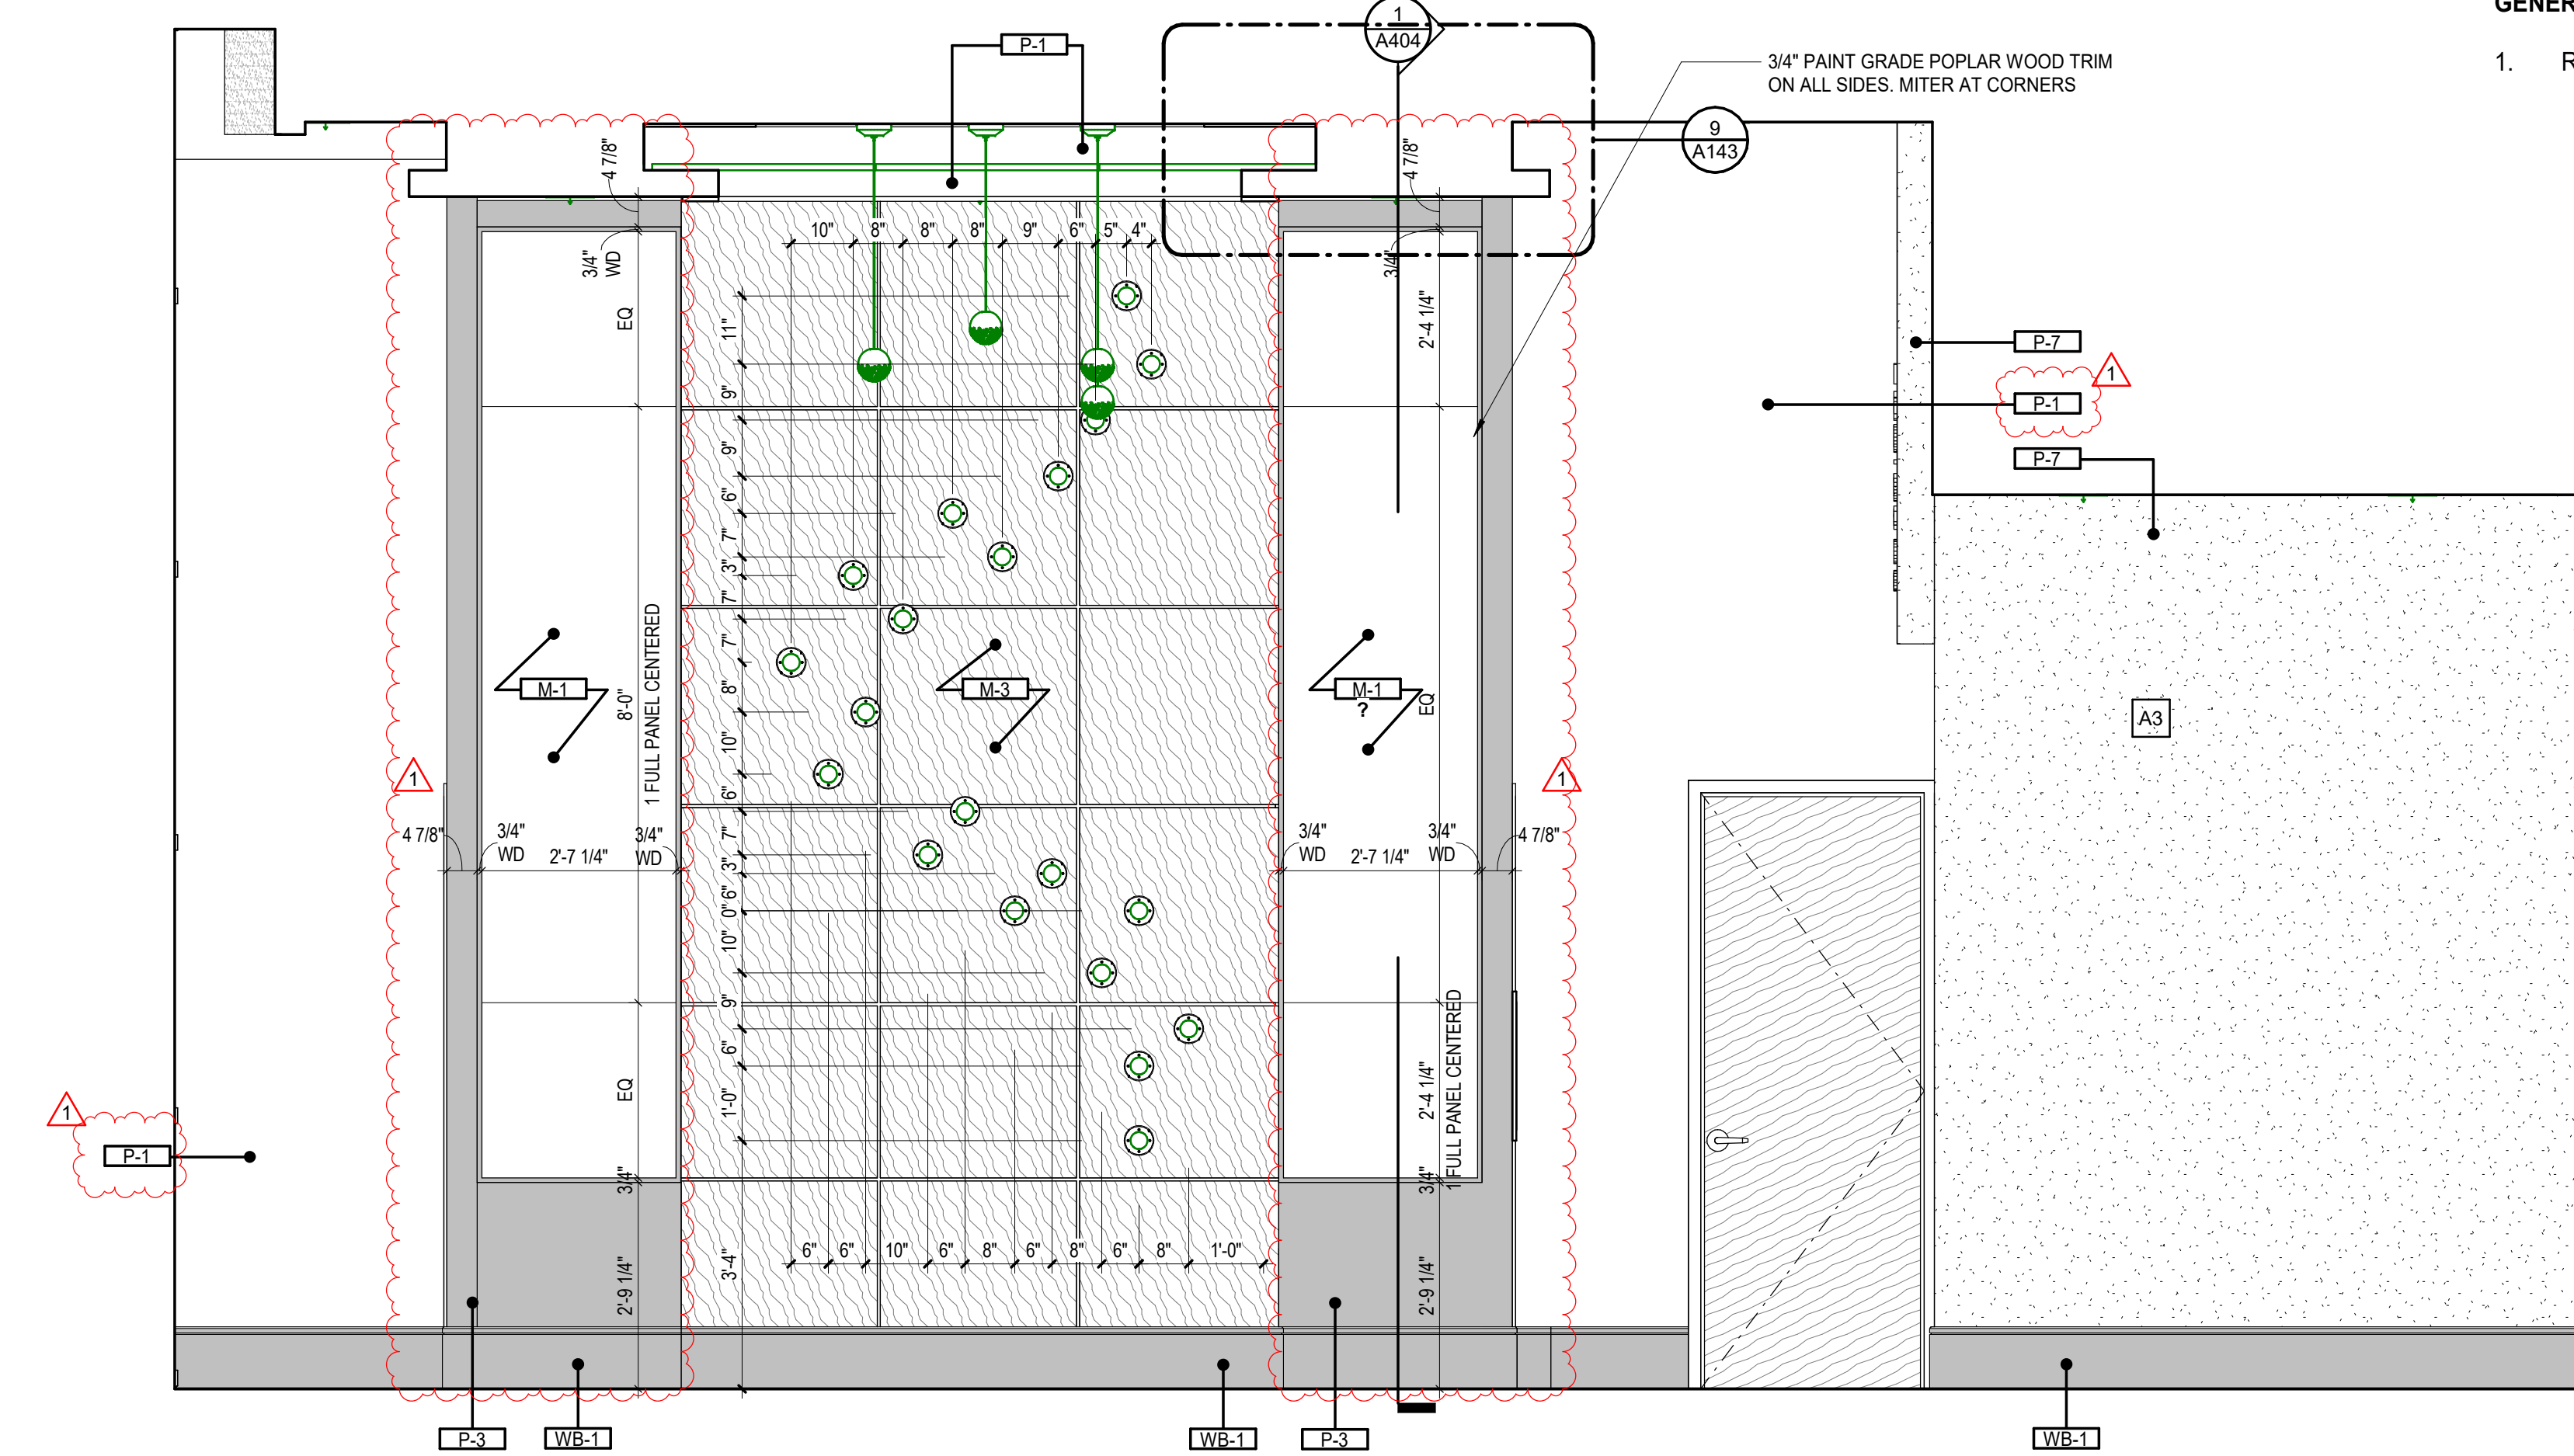 GENER
1. R
1
A404
P-1
3/4" PAINT GRADE POPLAR WOOD TRIM
ON ALL SIDES. MITER AT CORNERS
9
A143
4 7/8"
4 7/8"
10" 8" 8" 8" 9" 6" 5" 4"
3/4"
WD
3/4"
EQ
11"
2'-4 1/4"
P-7
1
P-1
P-7
9"
9"
6"
7"
3"
7"
7"
8"
10"
6"
7"
3"
6"
0"
10"
9"
6"
1'-0"
3'-4"
8'-0"
1 FULL PANEL CENTERED
M-1
M-3
M-1
?
EQ
A3
1
1
4 7/8"
3/4"
WD
2'-7 1/4"
3/4"
WD
3/4"
WD
2'-7 1/4"
3/4"
WD
4 7/8"
EQ
2'-4 1/4"
1 FULL PANEL CENTERED
1
P-1
3/4"
3/4"
6" 6" 10" 6" 8" 6" 8" 6" 8" 1'-0"
2'-9 1/4"
2'-9 1/4"
P-3
WB-1
WB-1
P-3
WB-1